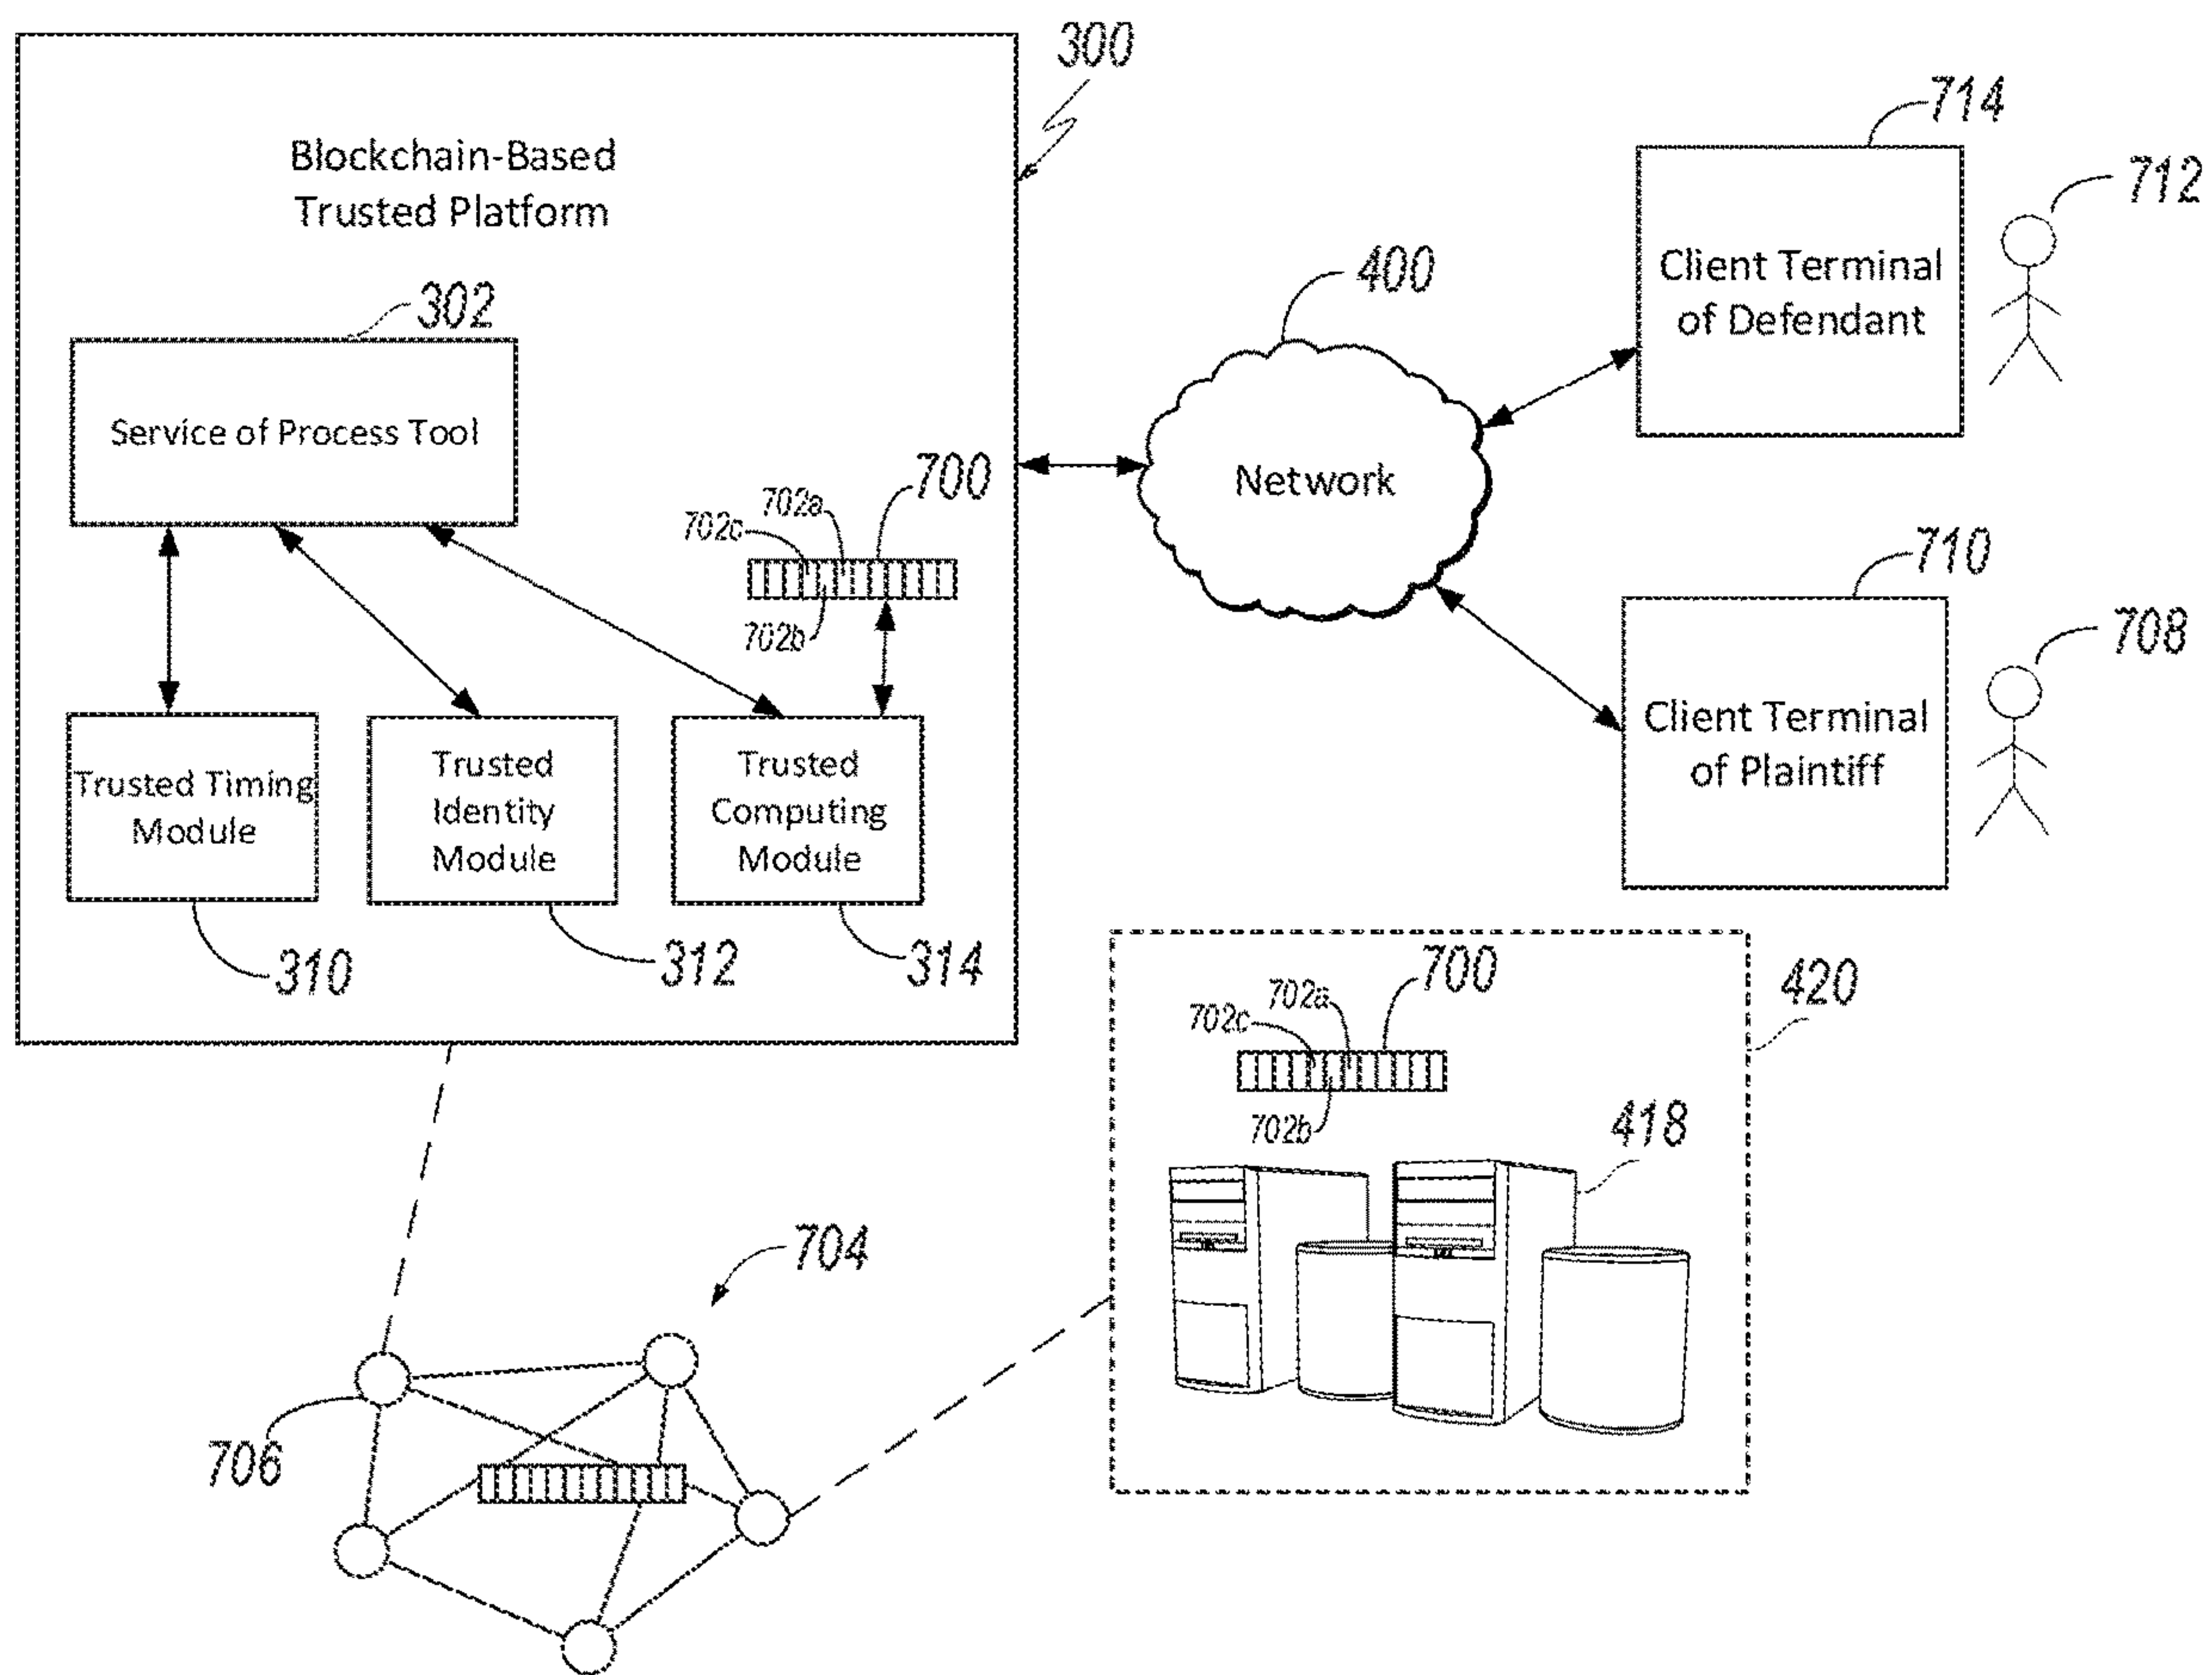 300
Blockchain-Based
Trusted Platform
302
Service of Process Tool
700
702a
702c
702b
Trusted Timing
Module
Trusted
Identity
Module
Trusted
Computing
Module
310
312
314
400
Network
714
712
Client Terminal
of Defendant
710
708
Client Terminal
of Plaintiff
420
700
702a
702c
702b
418
704
706